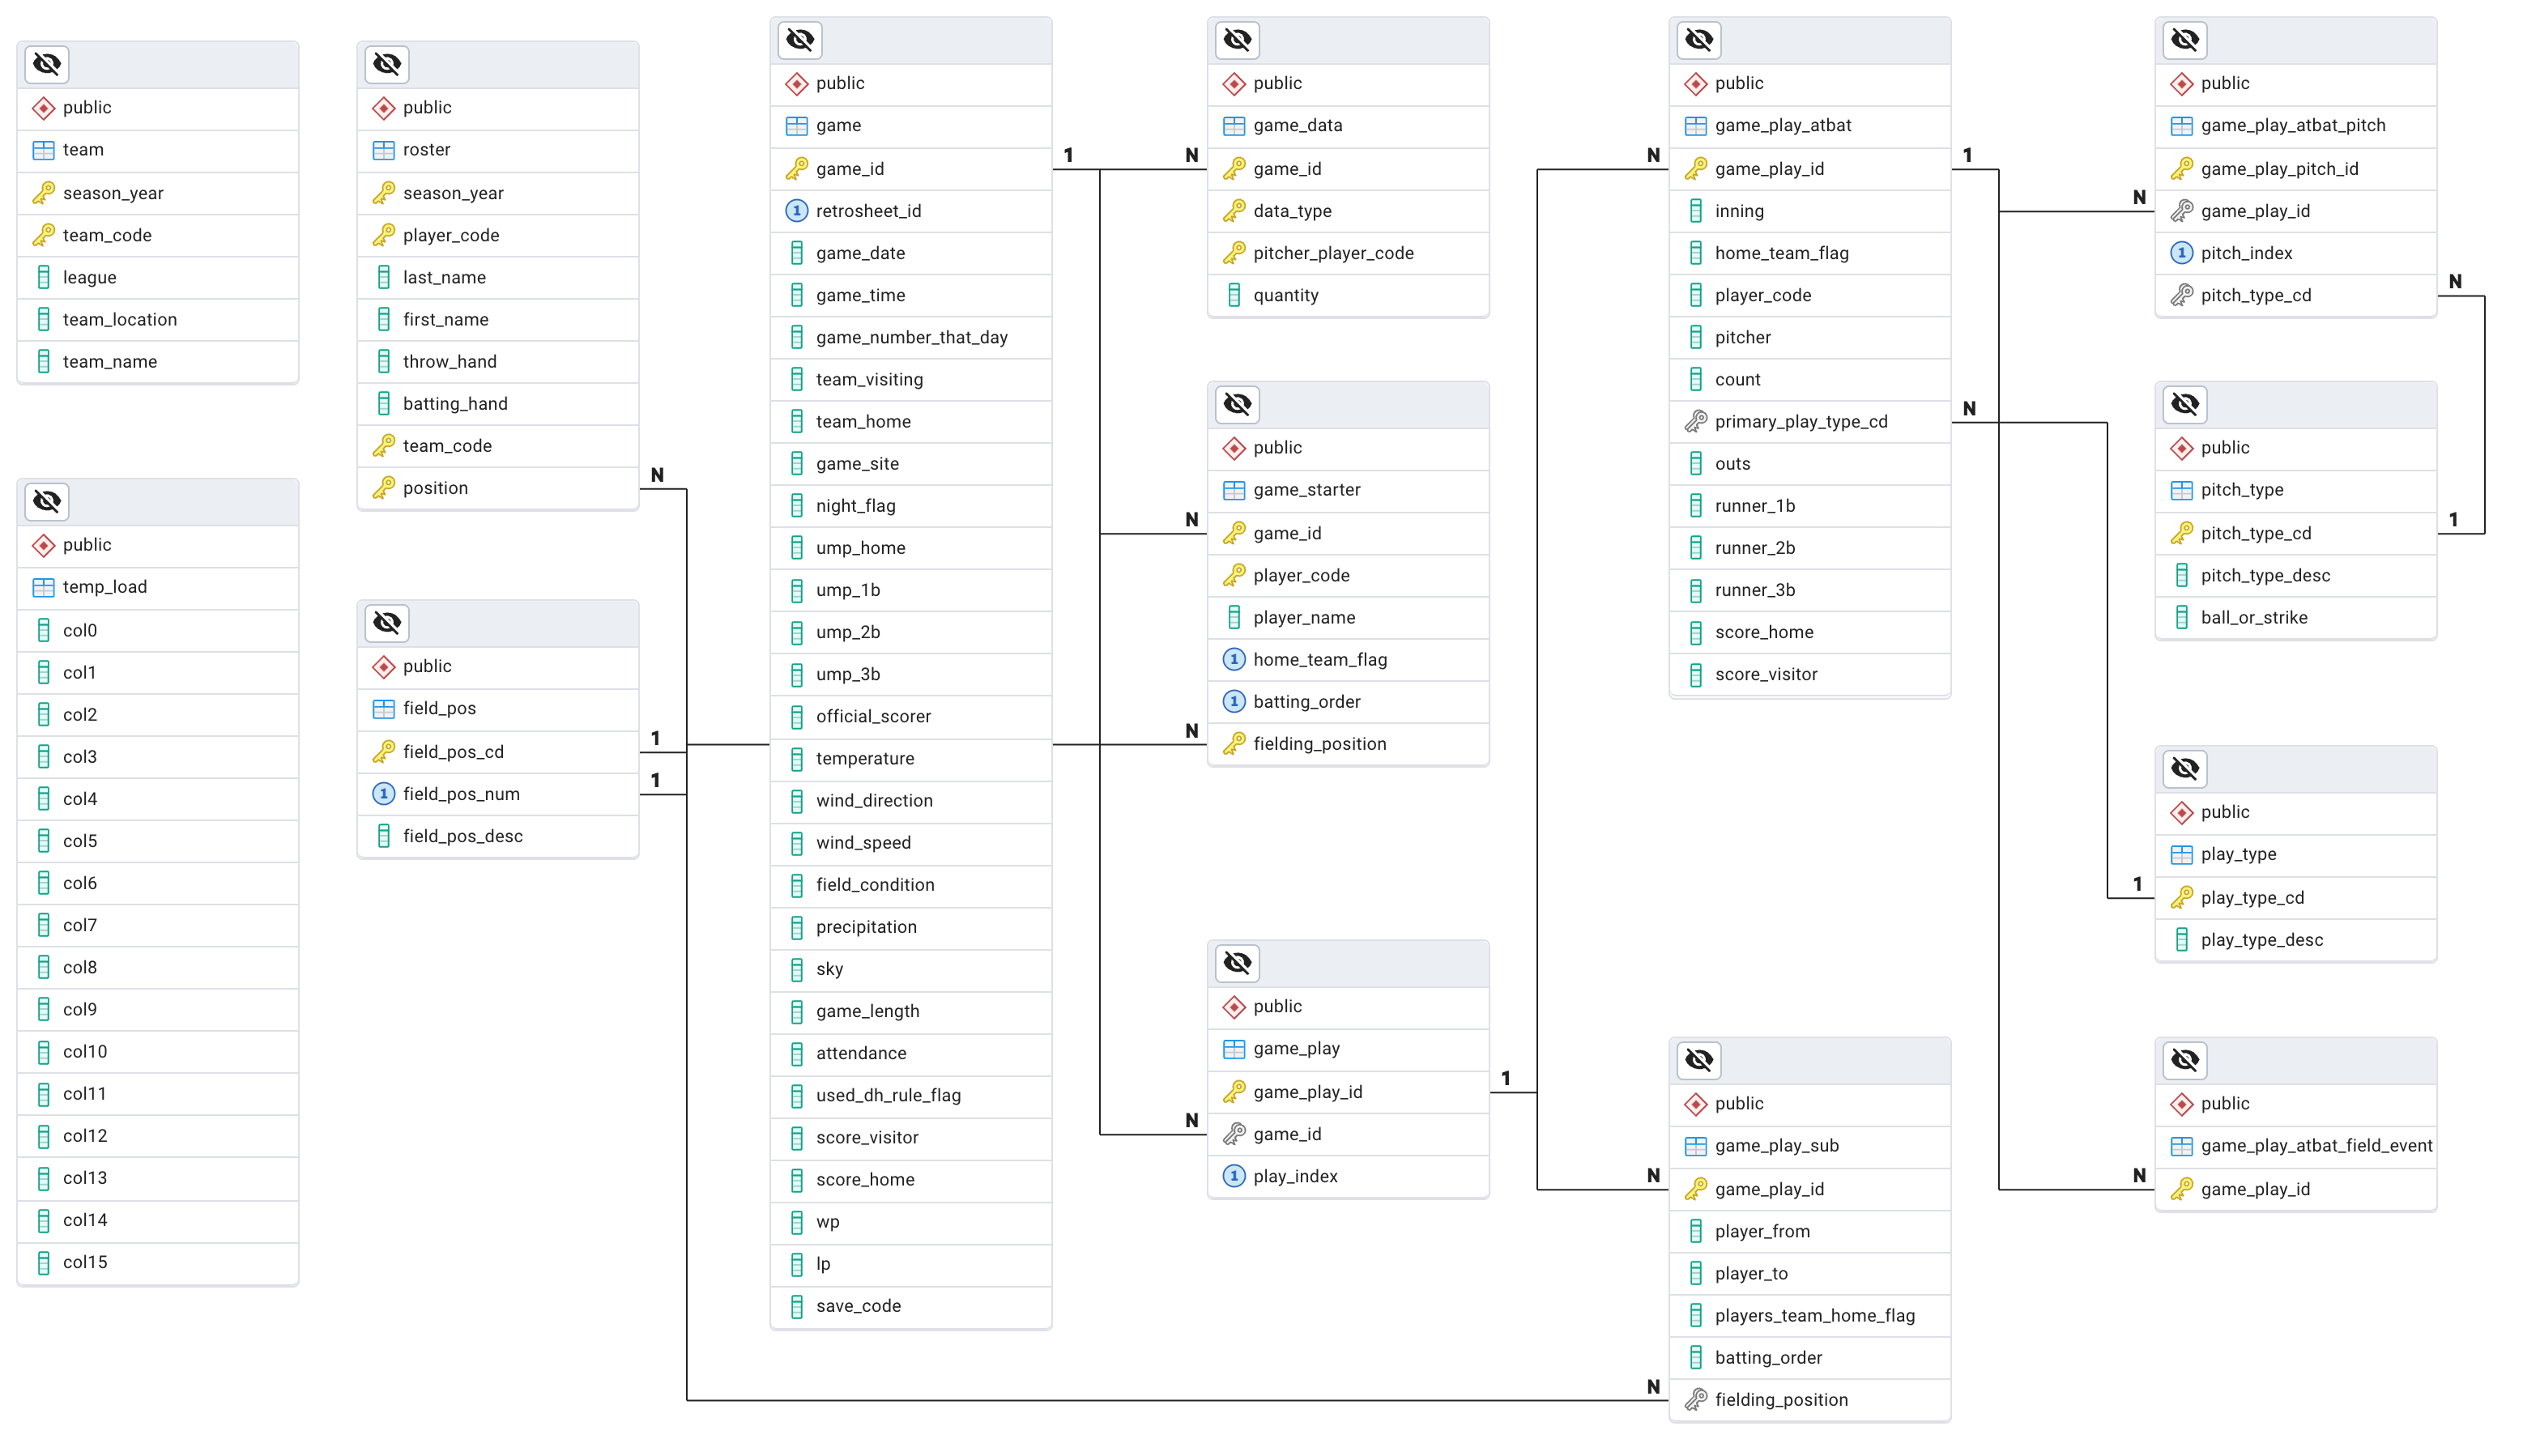 public
team
season_year
team_code
league
team_location
team_name
public
temp_load
col0
col1
col2
col3
col4
col5
col6
col7
col8
col9
col10
col11
col12
col13
col14
col15
public
roster
season_year
player_code
last_name
first_name
throw_hand
batting_hand
team_code
position
N
public
field_pos
field_pos_cd
1
field_pos_num
1
field_pos_desc
public
game
game_id
1
1 retrosheet_id
game_date
game_time
game_number_that_day
team_visiting
team_home
game_site
night_flag
ump_home
ump_1b
ump_2b
ump_3b
official_scorer
temperature
wind_direction
wind_speed
field_condition
precipitation
sky
game_length
attendance
used_dh_rule_flag
score_visitor
score_home
wp
lp
save_code
public
game_data
N
game_id
data_type
pitcher_player_code
quantity
public
game_starter
N
game_id
player_code
player_name
1 home_team_flag
1 batting_order
N
fielding_position
public
game_play
game_play_id
1
N
game_id
1 play_index
public
game_play_atbat
N
game_play_id
1
inning
home_team_flag
player_code
pitcher
count
primary_play_type_cd
N
outs
runner_1b
runner_2b
runner_3b
score_home
score_visitor
public
game_play_sub
N
game_play_id
player_from
player_to
players_team_home_flag
batting_order
N
fielding_position
public
game_play_atbat_pitch
game_play_pitch_id
N
game_play_id
1 pitch_index
pitch_type_cd
N
public
pitch_type
pitch_type_cd
1
pitch_type_desc
ball_or_strike
public
play_type
1
play_type_cd
play_type_desc
public
game_play_atbat_field_event
N
game_play_id